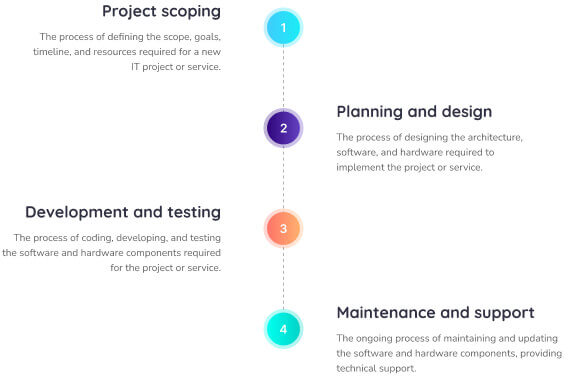 Project scoping
1
The process of defining the scope, goals,
timeline, and resources required for a new
IT project or service.
Planning and design
2
The process of designing the architecture,
software, and hardware required to
implement the project or service.
Development and testing
3
The process of coding, developing, and testing
the software and hardware components required
for the project or service.
Maintenance and support
4
The ongoing process of maintaining and updating
the software and hardware components, providing
technical support.